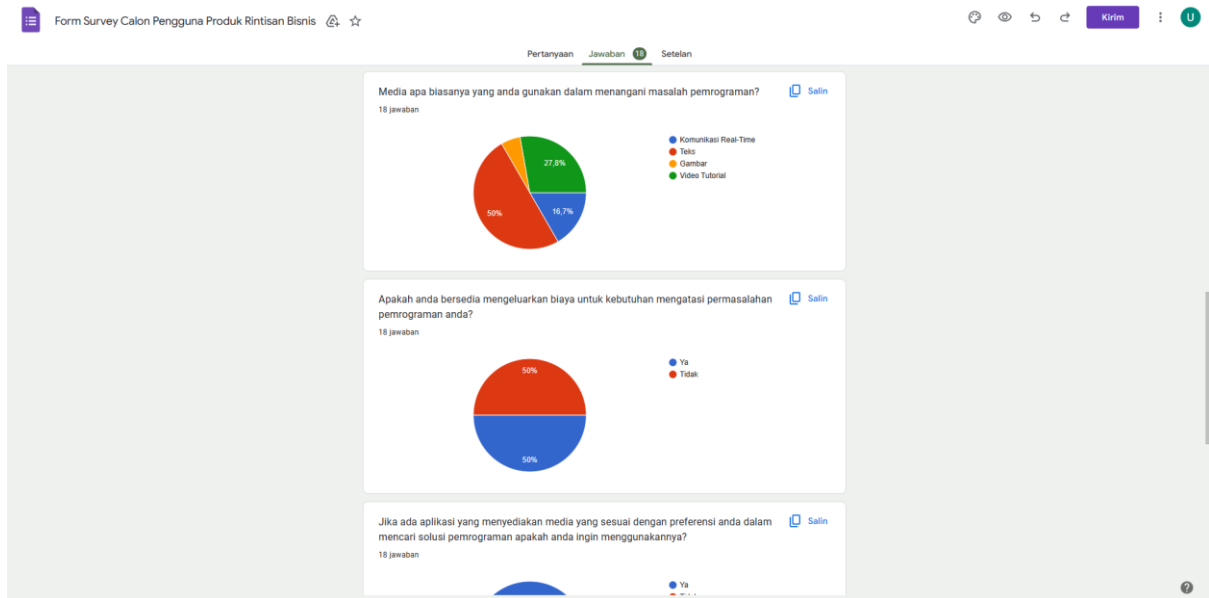 Form Survey Calon Pengguna Produk Rintisan Bisnis
Kirim
U
Pertanyaan Jawaban 18 Setelan
Media apa biasanya yang anda gunakan dalam menangani masalah pemrograman?
Salin
18 jawaban
Komunikasi Real-Time
Teks
Gambar
Video Tutorial
27,8%
50%
16,7%
Apakah anda bersedia mengeluarkan biaya untuk kebutuhan mengatasi permasalahan
pemrograman anda?
Salin
18 jawaban
Ya
Tidak
50%
50%
Jika ada aplikasi yang menyediakan media yang sesuai dengan preferensi anda dalam
mencari solusi pemrograman apakah anda ingin menggunakannya?
Salin
18 jawaban
Ya